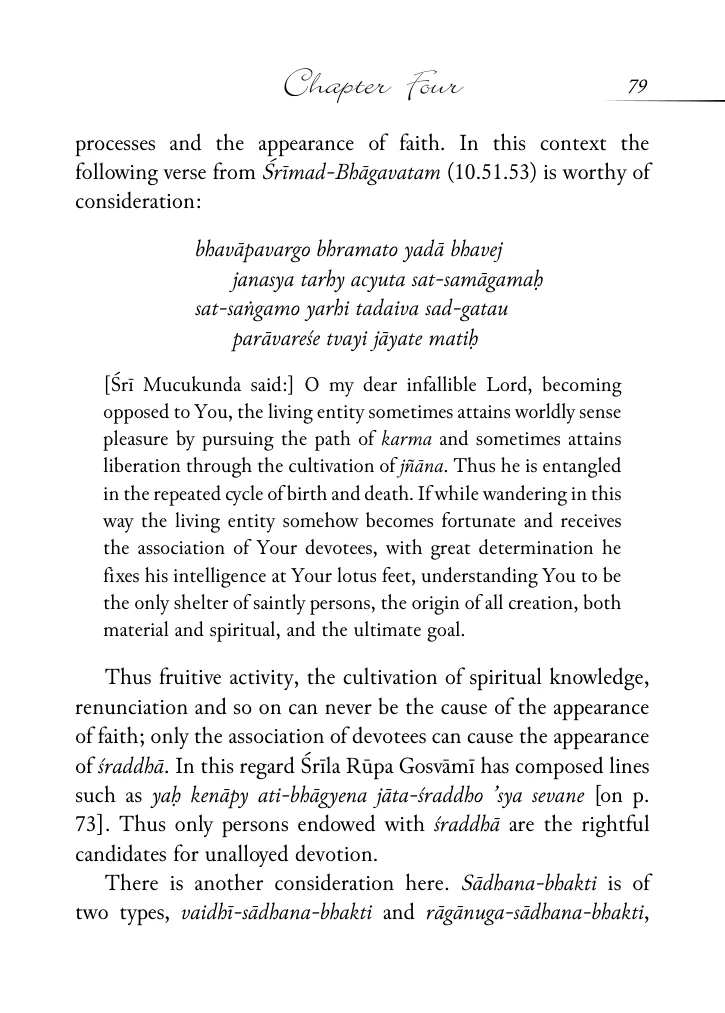 Chapter Four
79
processes and the appearance of faith. In this context the
following verse from Śrīmad-Bhāgavatam (10.51.53) is worthy of
consideration:
bhavāpavargo bhramato yadā bhavej
janasya tarhy acyuta sat-samāgamaḥ
sat-saṅgamo yarhi tadaiva sad-gatau
parāvareśe tvayi jāyate matiḥ
[Śrī Mucukunda said:] O my dear infallible Lord, becoming
opposed to You, the living entity sometimes attains worldly sense
pleasure by pursuing the path of karma and sometimes attains
liberation through the cultivation of jñāna. Thus he is entangled
in the repeated cycle of birth and death. If while wandering in this
way the living entity somehow becomes fortunate and receives
the association of Your devotees, with great determination he
fixes his intelligence at Your lotus feet, understanding You to be
the only shelter of saintly persons, the origin of all creation, both
material and spiritual, and the ultimate goal.
Thus fruitive activity, the cultivation of spiritual knowledge,
renunciation and so on can never be the cause of the appearance
of faith; only the association of devotees can cause the appearance
of śraddhā. In this regard Śrīla Rūpa Gosvāmī has composed lines
such as yaḥ kenāpy ati-bhāgyena jāta-śraddho ’sya sevane [on p.
73]. Thus only persons endowed with śraddhā are the rightful
candidates for unalloyed devotion.
There is another consideration here. Sādhana-bhakti is of
two types, vaidhī-sādhana-bhakti and rāgānuga-sādhana-bhakti,